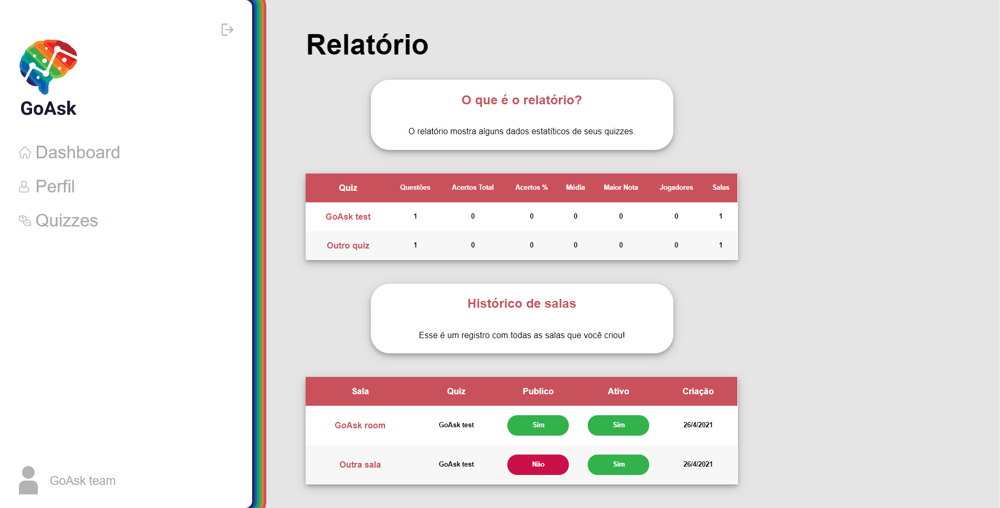 GoAsk
Dashboard
Perfil
Quizzes
GoAsk team
Relatório
O que é o relatório?
O relatório mostra alguns dados estatíticos de seus quizzes.
Quiz Questões Acertos Total Acertos % Média Maior Nota Jogadores Salas
GoAsk test 1 0 0 0 0 0 1
Outro quiz 1 0 0 0 0 0 1
Histórico de salas
Esse é um registro com todas as salas que você criou!
Sala Quiz Publico Ativo Criação
GoAsk room GoAsk test Sim Sim 26/4/2021
Outra sala GoAsk test Não Sim 26/4/2021